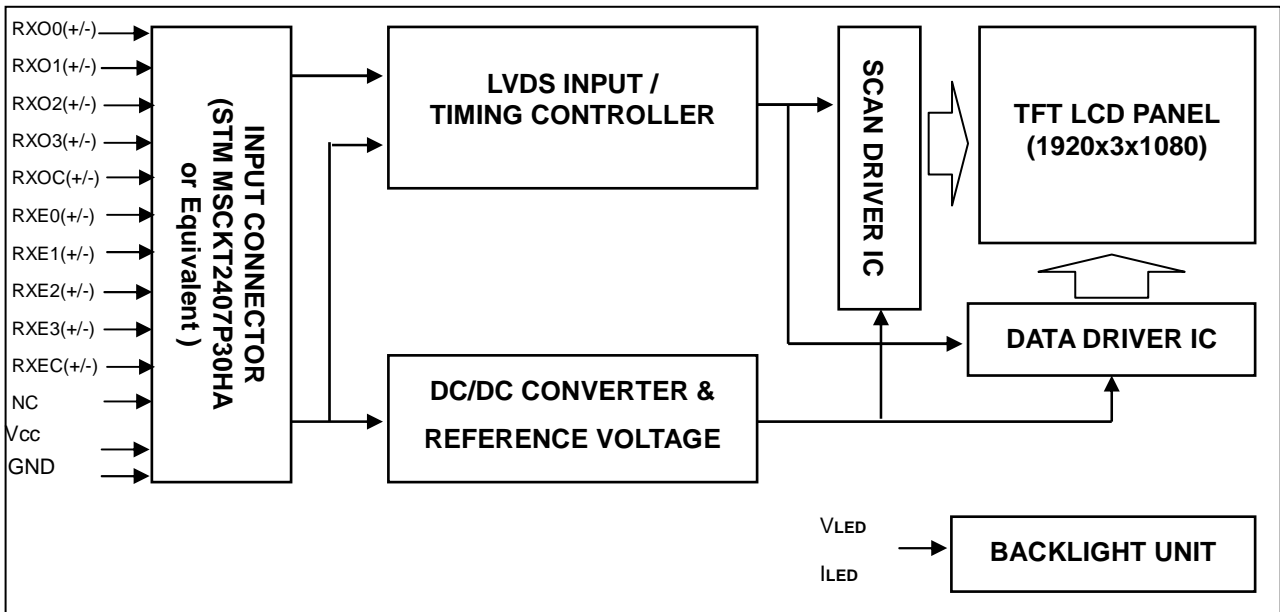 RXO0(+/-)
RXO1(+/-)
RXO2(+/-)
RXO3(+/-)
RXOC(+/-)
RXE0(+/-)
RXE1(+/-)
RXE2(+/-)
RXE3(+/-)
RXEC(+/-)
NC
Vcc
GND
INPUT CONNECTOR
(STM MSCKT2407P30HA
or Equivalent )
LVDS INPUT /
TIMING CONTROLLER
DC/DC CONVERTER &
REFERENCE VOLTAGE
SCAN DRIVER IC
TFT LCD PANEL
(1920x3x1080)
DATA DRIVER IC
VLED
ILED
BACKLIGHT UNIT